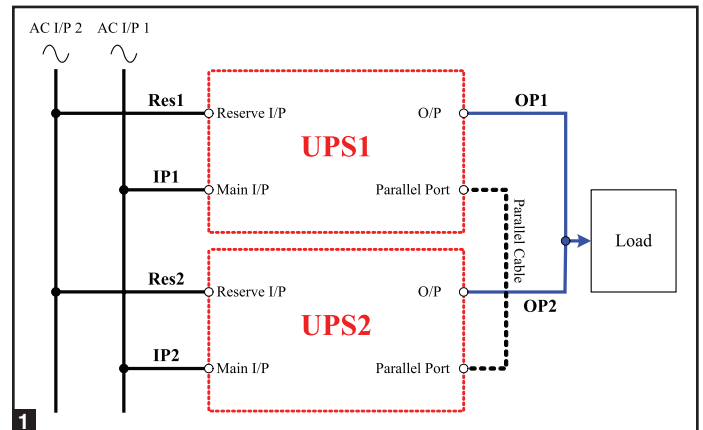 AC I/P 2 AC I/P 1
Res1
Reserve I/P
O/P
OP1
UPS1
IP1
Main I/P
Parallel Port
Parallel Cable
Load
Res2
Reserve I/P
O/P
OP2
UPS2
IP2
Main I/P
Parallel Port
1